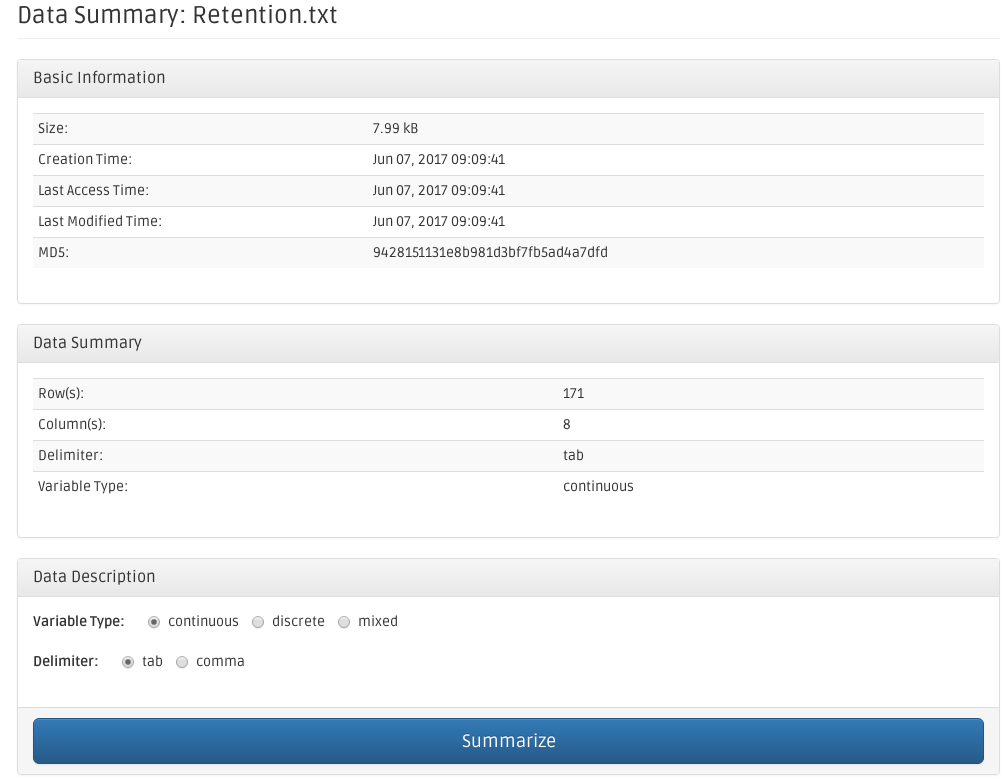 Data Summary: Retention.txt
Basic Information
Size: 7.99 kB
Creation Time: Jun 07, 2017 09:09:41
Last Access Time: Jun 07, 2017 09:09:41
Last Modified Time: Jun 07, 2017 09:09:41
MD5: 9428151131e8b981d3bf7fb5ad4a7dfd
Data Summary
Row(s): 171
Column(s): 8
Delimiter: tab
Variable Type: continuous
Data Description
Variable Type: continuous discrete mixed
Delimiter: tab comma
Summarize